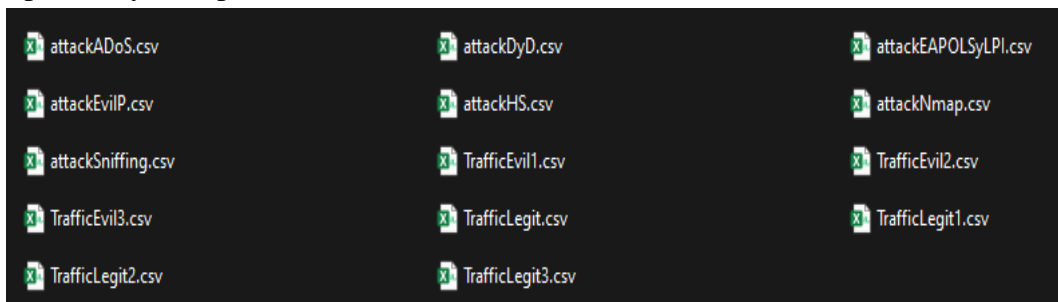 attackADoS.csv attackDyD.csv attackEAPOLSyLPI.csv
attackEvilP.csv attackHS.csv attackNmap.csv
attackSniffing.csv TrafficEvil1.csv TrafficEvil2.csv
TrafficEvil3.csv TrafficLegit.csv TrafficLegit1.csv
TrafficLegit2.csv TrafficLegit3.csv